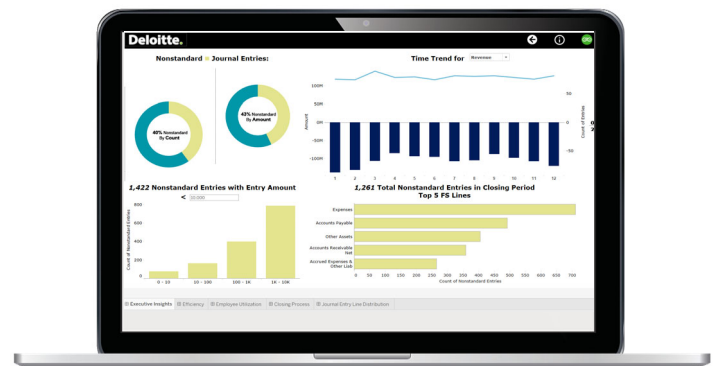 Deloitte.
Nonstandard Journal Entries:
Time Trend for Revenue
40% Nonstandard
By Count
43% Nonstandard
By Amount
100M
50M
0M
-50M
-100M
Amount
50
0
-50
Count of Entries
1 2 3 4 5 6 7 8 9 10 11 12
1,422 Nonstandard Entries with Entry Amount
< 10,000
800
600
400
200
0
Count of Nonstandard Entries
0 - 10 10 - 100 100 - 1K 1K - 10K
1,261 Total Nonstandard Entries in Closing Period
Top 5 FS Lines
Expenses
Accounts Payable
Other Assets
Accounts Receivable
Net
Accrued Expenses &
Other Liab
0 50 100 150 200 250 300 350 400 450 500 550 600 650 700
Count of Nonstandard Entries
Executive Insights Efficiency Employee Utilization Closing Process Journal Entry Line Distribution